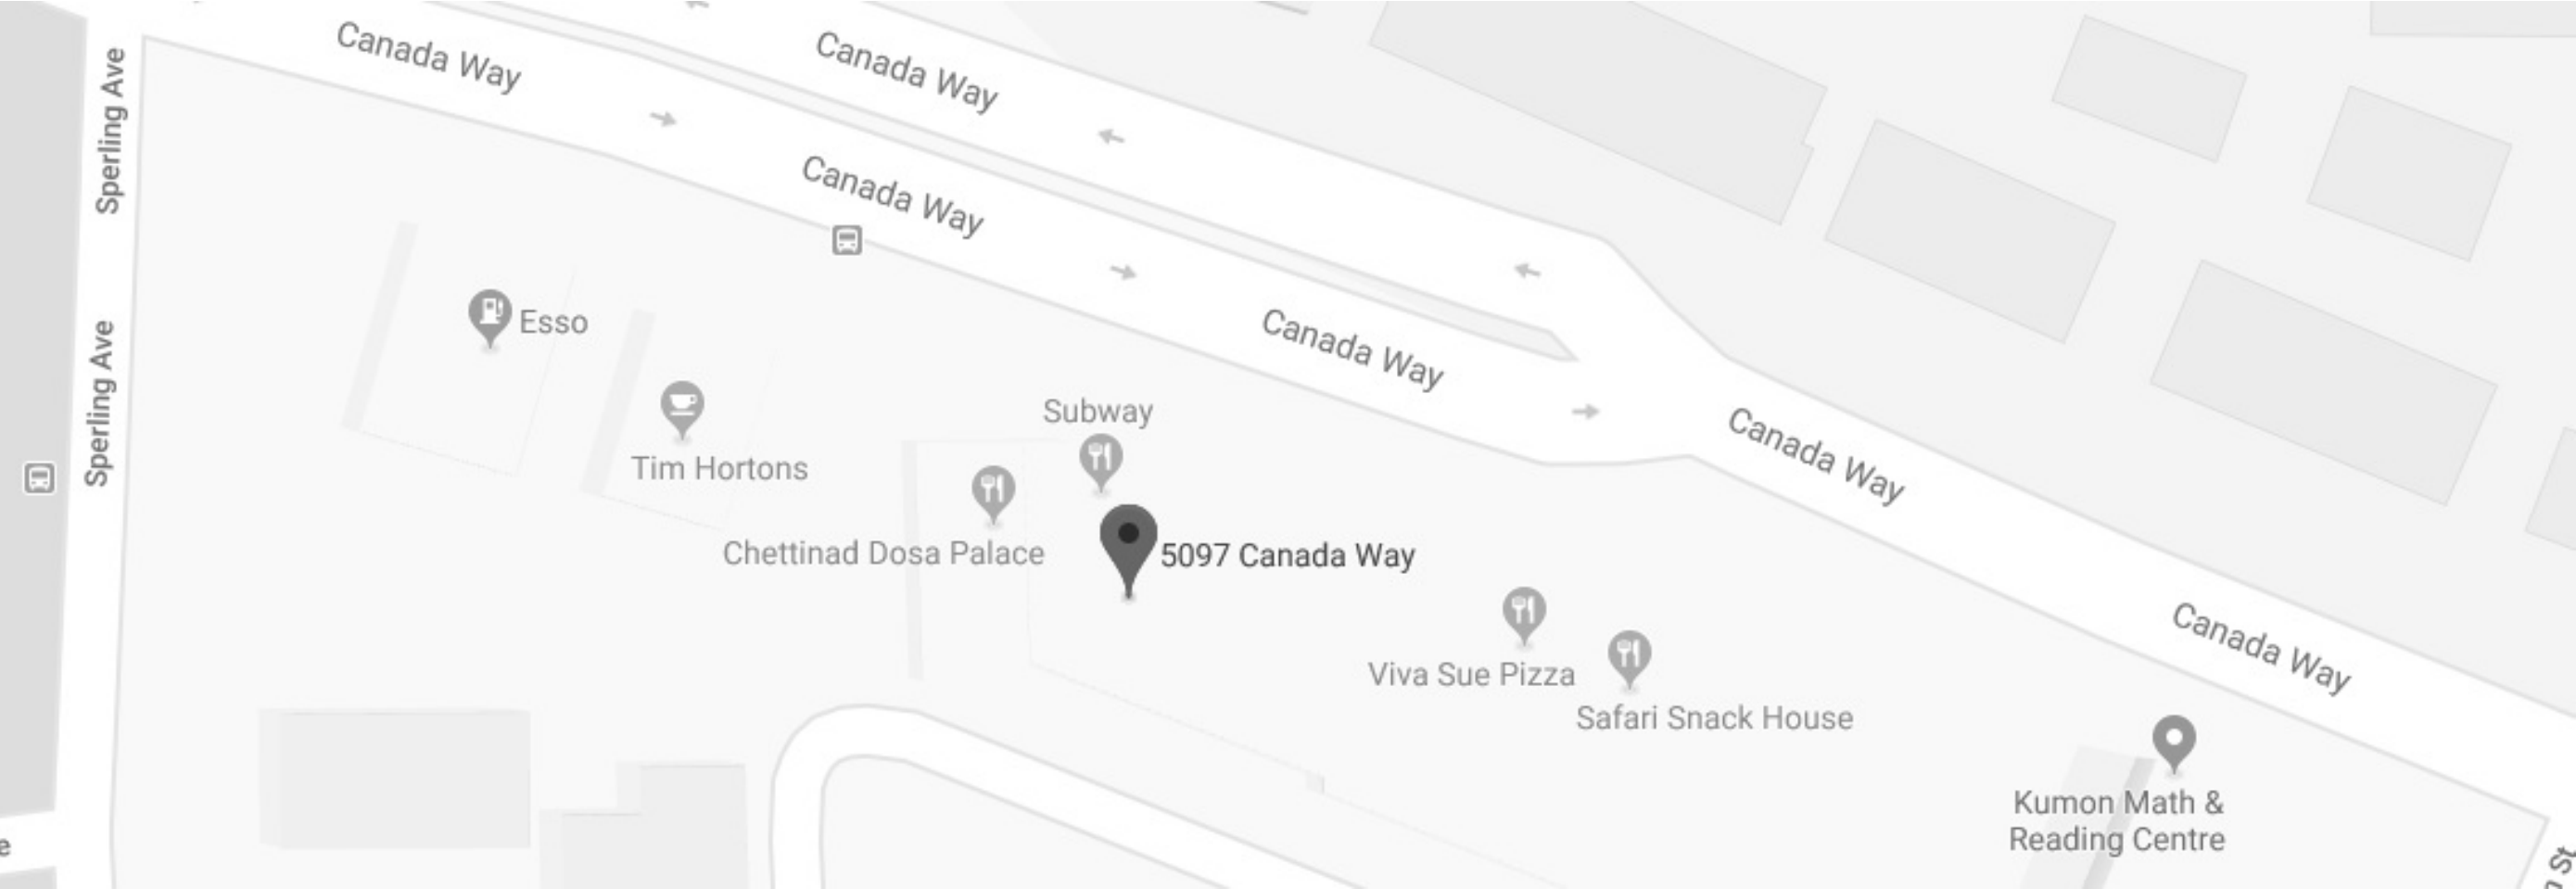 Canada Way
Canada Way
Sperling Ave
Canada Way
Esso
Canada Way
Subway
Sperling Ave
Tim Hortons
Canada Way
Chettinad Dosa Palace
5097 Canada Way
Viva Sue Pizza
Canada Way
Safari Snack House
Kumon Math &
Reading Centre